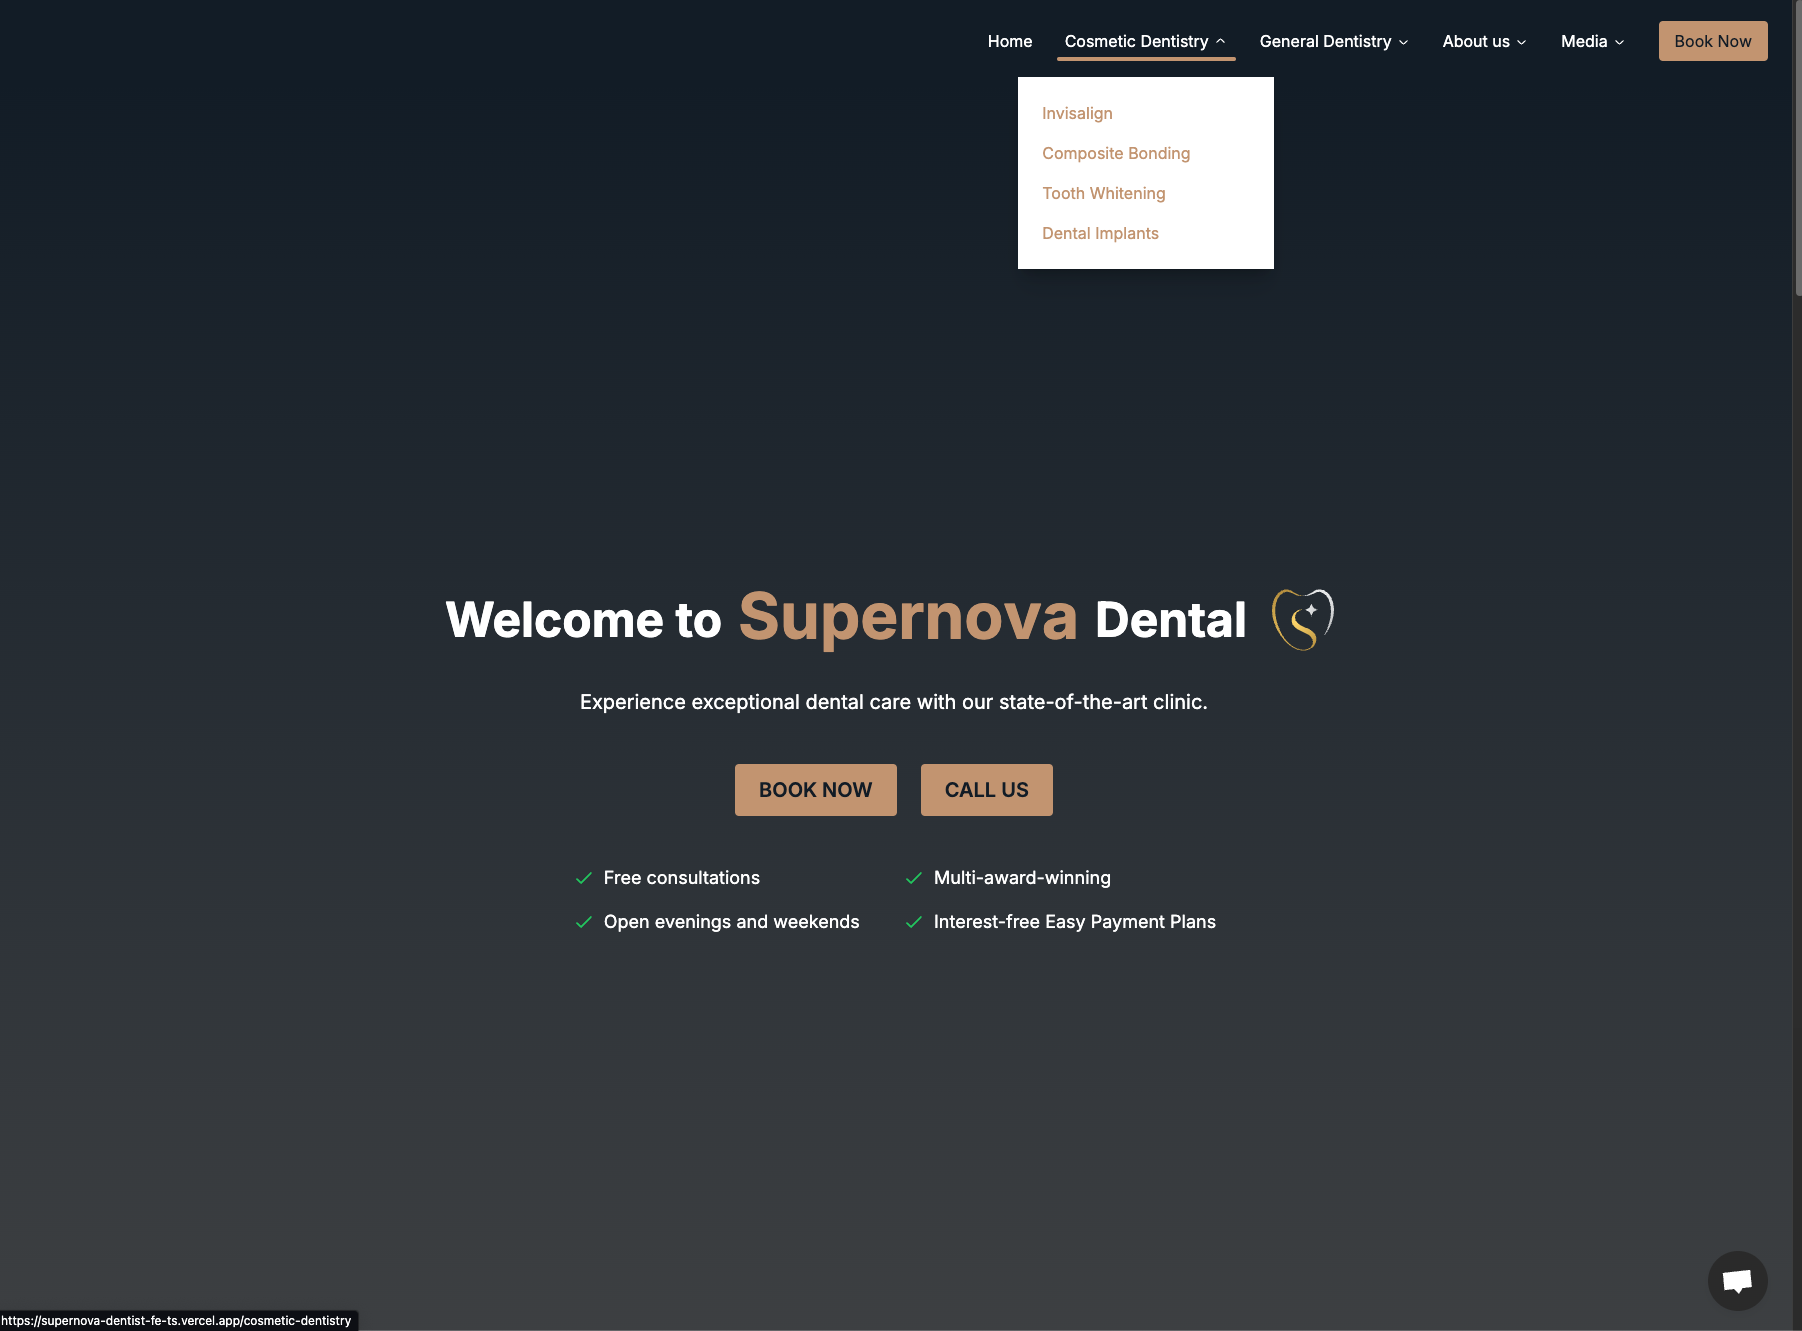 Home Cosmetic Dentistry General Dentistry About us Media Book Now
Invisalign
Composite Bonding
Tooth Whitening
Dental Implants
Welcome to Supernova Dental
Experience exceptional dental care with our state-of-the-art clinic.
BOOK NOW CALL US
Free consultations Multi-award-winning
Open evenings and weekends Interest-free Easy Payment Plans
https://supernova-dentist-fe-ts.vercel.app/cosmetic-dentistry